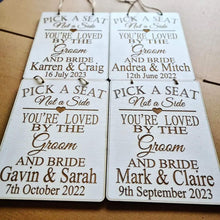 PICK A SEAT
Not a Side
YOU'RE LOVED
BY THE
Groom
AND BRIDE
Karren & Craig
16 July 2023
PICK A SEAT
Not a Side
YOU'RE LOVED
BY THE
Groom
AND BRIDE
Andrea & Mitch
12th June 2022
PICK A SEAT
Not a Side
YOU'RE LOVED
BY THE
Groom
AND BRIDE
Gavin & Sarah
7th October 2022
PICK A SEAT
Not a Side
YOU'RE LOVED
BY THE
Groom
AND BRIDE
Mark & Claire
9th September 2023